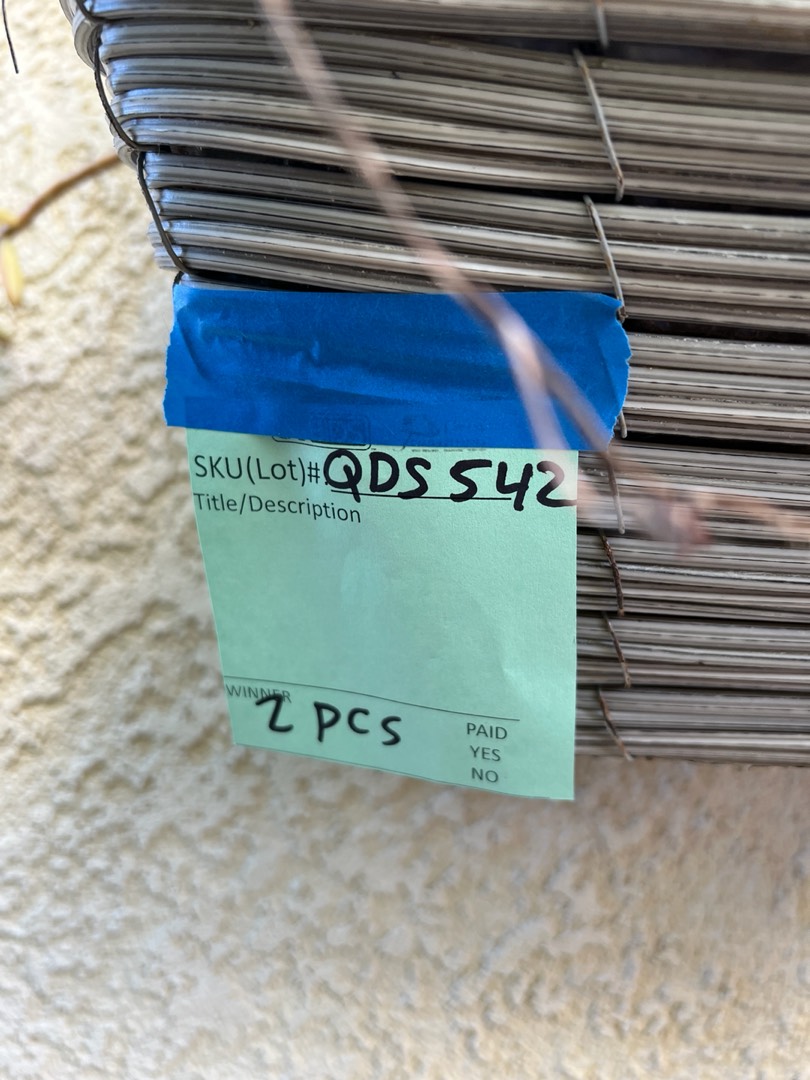 SKU(Lot)# QDS 542
Title/Description
WINNER
2 PCS
PAID
YES
NO